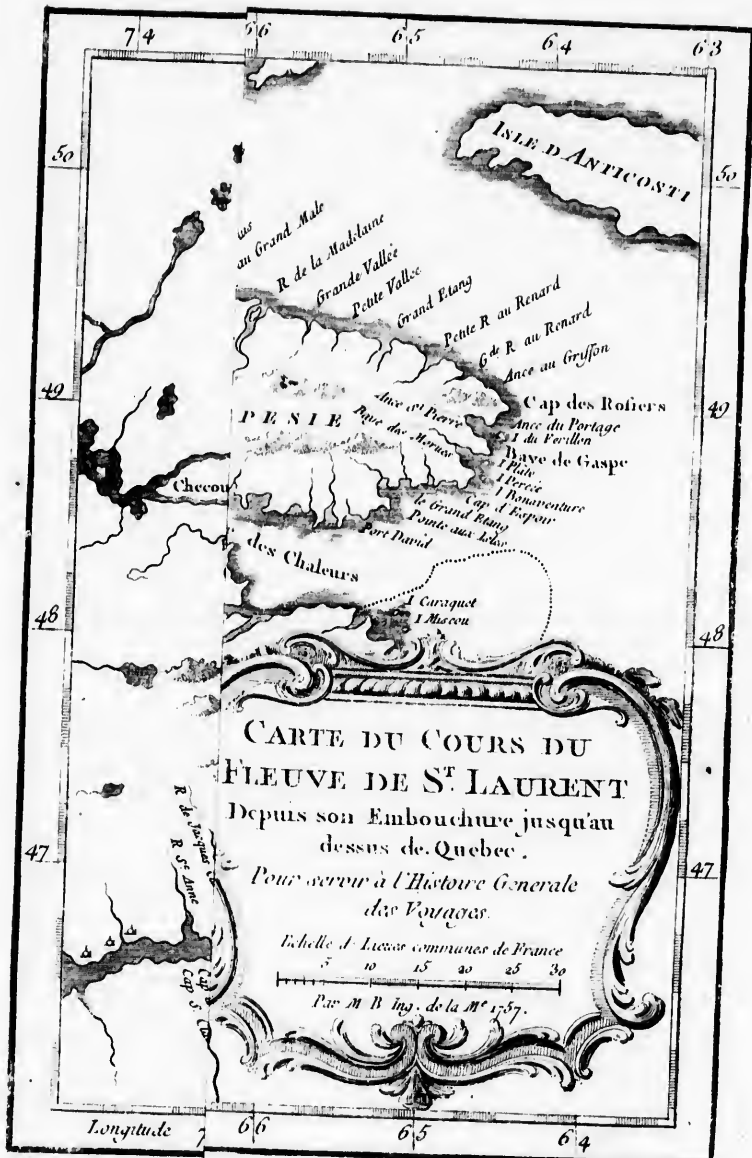 74 66 65 64 63
50
ISLE D'ANTICOSTI
50
au Grand Male
R de la Madelaine
Grande Vallée
Petite Vallée
Grand Etang
Petite R au Renard
Gde R au Renard
Ance au Griffon
49
Cap des Rosiers
49
Ance du Portage
I du Forillon
Ance St Pierre
PESIE
Baye des Morues
Baye de Gaspe
I Plate
I Percée
I Bonaventure
Checou
Cap d Espoir
le Grand Etang
Pointe aux Isles
Port David
des Chaleurs
48
I Caraquet
I Miscou
48
CARTE DU COURS DU
FLEUVE DE ST. LAURENT
Depuis son Embouchure jusqu'au
dessus de Quebec.
47
R de Jacques Ca
R Ste Anne
47
Pour servir à l'Histoire Generale
des Voyages.
Echelle de Lieues communes de France
5 10 15 20 25 30
Par M B Ing. de la Me 1757.
Cap
Cap S.
Longitude 7 66 65 64